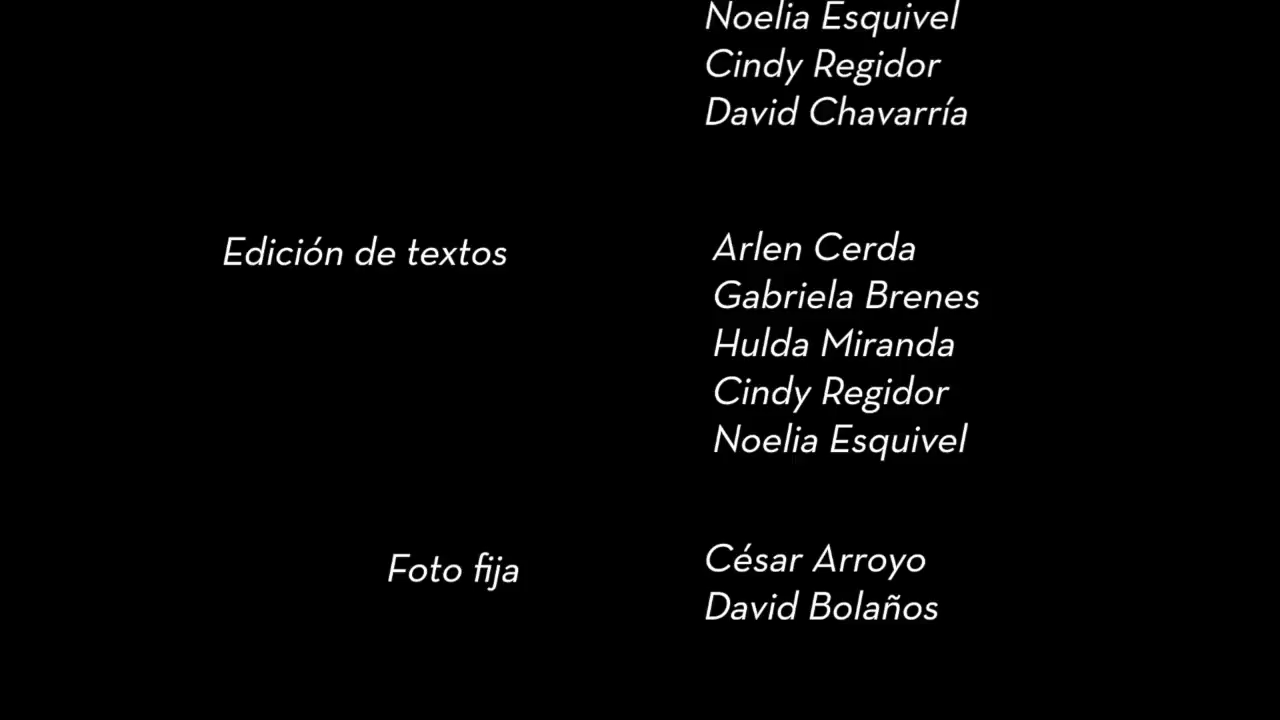 Noelia Esquivel
Cindy Regidor
David Chavarría
Edición de textos
Arlen Cerda
Gabriela Brenes
Hulda Miranda
Cindy Regidor
Noelia Esquivel
Foto fija
César Arroyo
David Bolaños